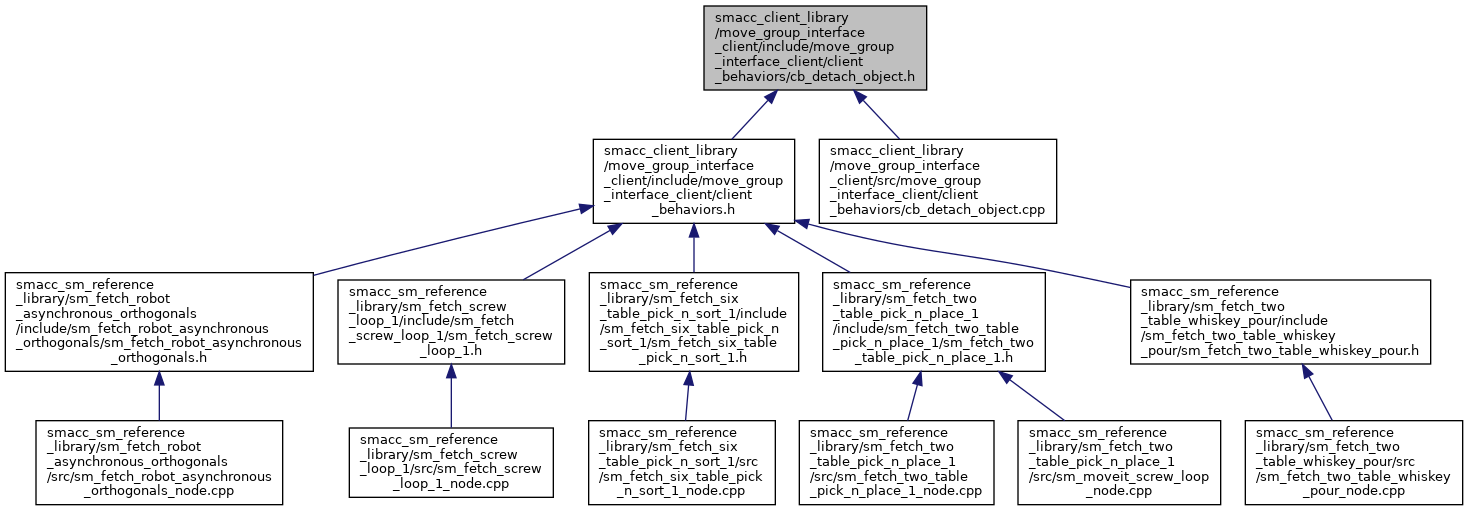 smacc_client_library
/move_group_interface
_client/include/move_group
_interface_client/client
_behaviors/cb_detach_object.h
smacc_client_library
/move_group_interface
_client/include/move_group
_interface_client/client
_behaviors.h
smacc_client_library
/move_group_interface
_client/src/move_group
_interface_client/client
_behaviors/cb_detach_object.cpp
smacc_sm_reference
_library/sm_fetch_robot
_asynchronous_orthogonals
/include/sm_fetch_robot_asynchronous
_orthogonals/sm_fetch_robot_asynchronous
_orthogonals.h
smacc_sm_reference
_library/sm_fetch_screw
_loop_1/include/sm_fetch
_screw_loop_1/sm_fetch_screw
_loop_1.h
smacc_sm_reference
_library/sm_fetch_six
_table_pick_n_sort_1/include
/sm_fetch_six_table_pick_n
_sort_1/sm_fetch_six_table
_pick_n_sort_1.h
smacc_sm_reference
_library/sm_fetch_two
_table_pick_n_place_1
/include/sm_fetch_two_table
_pick_n_place_1/sm_fetch_two
_table_pick_n_place_1.h
smacc_sm_reference
_library/sm_fetch_two
_table_whiskey_pour/include
/sm_fetch_two_table_whiskey
_pour/sm_fetch_two_table_whiskey_pour.h
smacc_sm_reference
_library/sm_fetch_robot
_asynchronous_orthogonals
/src/sm_fetch_robot_asynchronous
_orthogonals_node.cpp
smacc_sm_reference
_library/sm_fetch_screw
_loop_1/src/sm_fetch_screw
_loop_1_node.cpp
smacc_sm_reference
_library/sm_fetch_six
_table_pick_n_sort_1/src
/sm_fetch_six_table_pick
_n_sort_1_node.cpp
smacc_sm_reference
_library/sm_fetch_two
_table_pick_n_place_1
/src/sm_fetch_two_table
_pick_n_place_1_node.cpp
smacc_sm_reference
_library/sm_fetch_two
_table_pick_n_place_1
/src/sm_moveit_screw_loop
_node.cpp
smacc_sm_reference
_library/sm_fetch_two
_table_whiskey_pour/src
/sm_fetch_two_table_whiskey
_pour_node.cpp